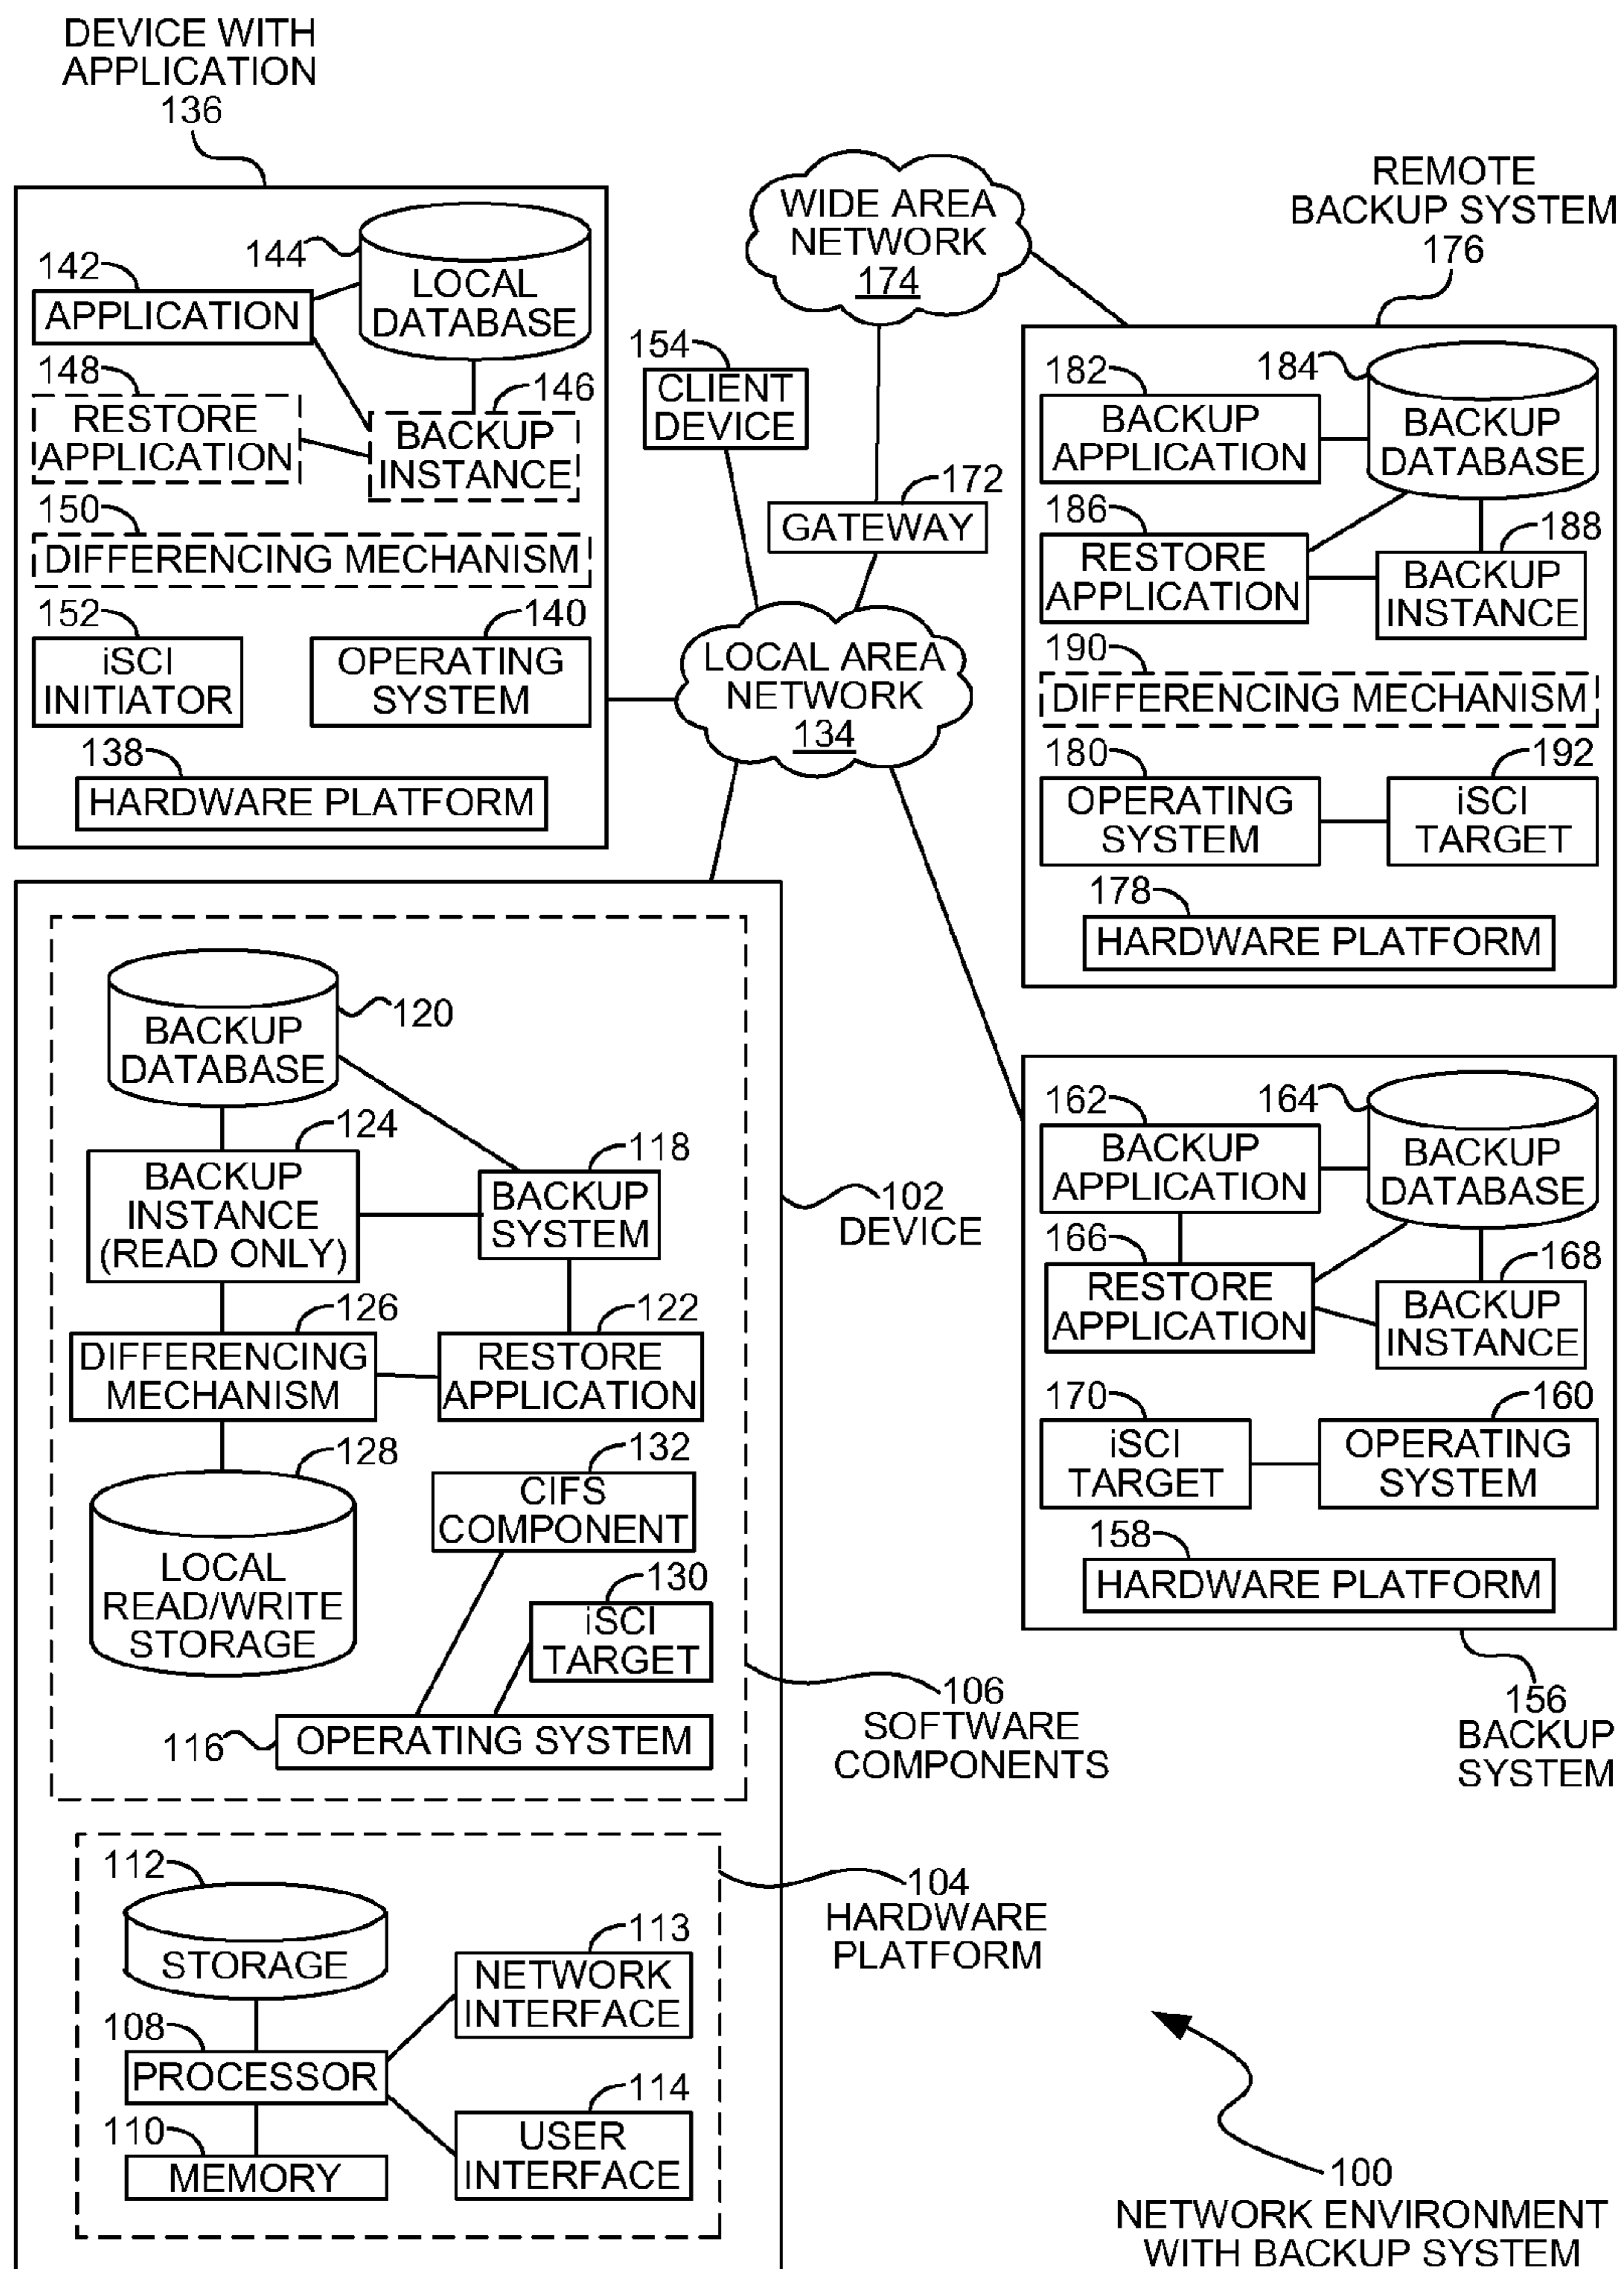 DEVICE WITH
APPLICATION
136
142
144
LOCAL
DATABASE
APPLICATION
148
RESTORE
APPLICATION
146
BACKUP
INSTANCE
150
DIFFERENCING MECHANISM
152
iSCI
INITIATOR
140
OPERATING
SYSTEM
138
HARDWARE PLATFORM
WIDE AREA
NETWORK
174
154
CLIENT
DEVICE
172
GATEWAY
LOCAL AREA
NETWORK
134
REMOTE
BACKUP SYSTEM
176
182
BACKUP
APPLICATION
184
BACKUP
DATABASE
186
RESTORE
APPLICATION
188
BACKUP
INSTANCE
190
DIFFERENCING MECHANISM
180
OPERATING
SYSTEM
192
iSCI
TARGET
178
HARDWARE PLATFORM
BACKUP
DATABASE
120
124
BACKUP
INSTANCE
(READ ONLY)
118
BACKUP
SYSTEM
102
DEVICE
126
DIFFERENCING
MECHANISM
122
RESTORE
APPLICATION
128
LOCAL
READ/WRITE
STORAGE
132
CIFS
COMPONENT
130
iSCI
TARGET
116
OPERATING SYSTEM
106
SOFTWARE
COMPONENTS
162
BACKUP
APPLICATION
164
BACKUP
DATABASE
166
RESTORE
APPLICATION
168
BACKUP
INSTANCE
170
iSCI
TARGET
160
OPERATING
SYSTEM
158
HARDWARE PLATFORM
156
BACKUP
SYSTEM
112
STORAGE
104
HARDWARE
PLATFORM
113
NETWORK
INTERFACE
108
PROCESSOR
114
USER
INTERFACE
110
MEMORY
100
NETWORK ENVIRONMENT
WITH BACKUP SYSTEM